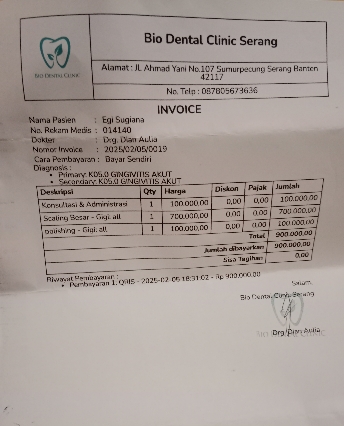 Bio Dental Clinic Serang
BIO DENTAL CLINIC
Alamat : Jl. Ahmad Yani No.107 Sumurpecung Serang Banten
42117
No. Telp : 087805673636
INVOICE
Nama Pasien : Egi Sugiana
No. Rekam Medis : 014140
Dokter : Drg. Dian Aulia
Nomor Invoice : 2025/02/05/0019
Cara Pembayaran : Bayar Sendiri
Diagnosis :
• Primary: K05.0 GINGIVITIS AKUT
• Secondary: K05.0 GINGIVITIS AKUT
Deskripsi Qty Harga Diskon Pajak Jumlah
Konsultasi & Administrasi 1 100.000,00 0,00 0,00 100.000,00
Scaling Besar - Gigi: all 1 700.000,00 0,00 0,00 700.000,00
polishing - Gigi: all 1 100.000,00 0,00 0,00 100.000,00
Total 900.000,00
Jumlah dibayarkan 900.000,00
Sisa Tagihan 0,00
Riwayat Pembayaran :
• Pembayaran 1: QRIS - 2025-02-05 18:31:02 - Rp 900.000,00
Salam,
Bio Dental Clinic Serang
BIO DENTAL CLINIC
Drg. Dian Aulia